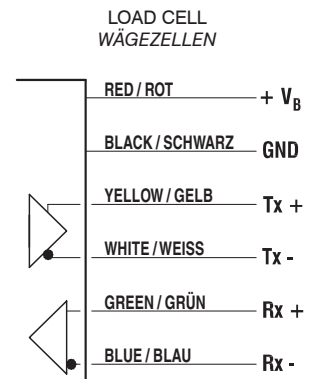 LOAD CELL
WÄGEZELLEN
RED / ROT + V_B
BLACK / SCHWARZ GND
YELLOW / GELB Tx +
WHITE / WEISS Tx -
GREEN / GRÜN Rx +
BLUE / BLAU Rx -